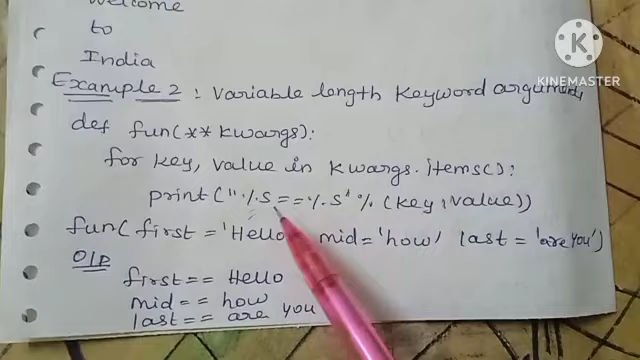 Welcome
to
India
KINEMASTER
Example 2 : Variable length Keyword argument,
def fun(** kwargs):
for key, value in kwargs.items():
print("%s == %s" % (key, value))
fun(first = 'Hello mid = 'how' last = 'are you')
O/P
first == Hello
mid == how
last == are you